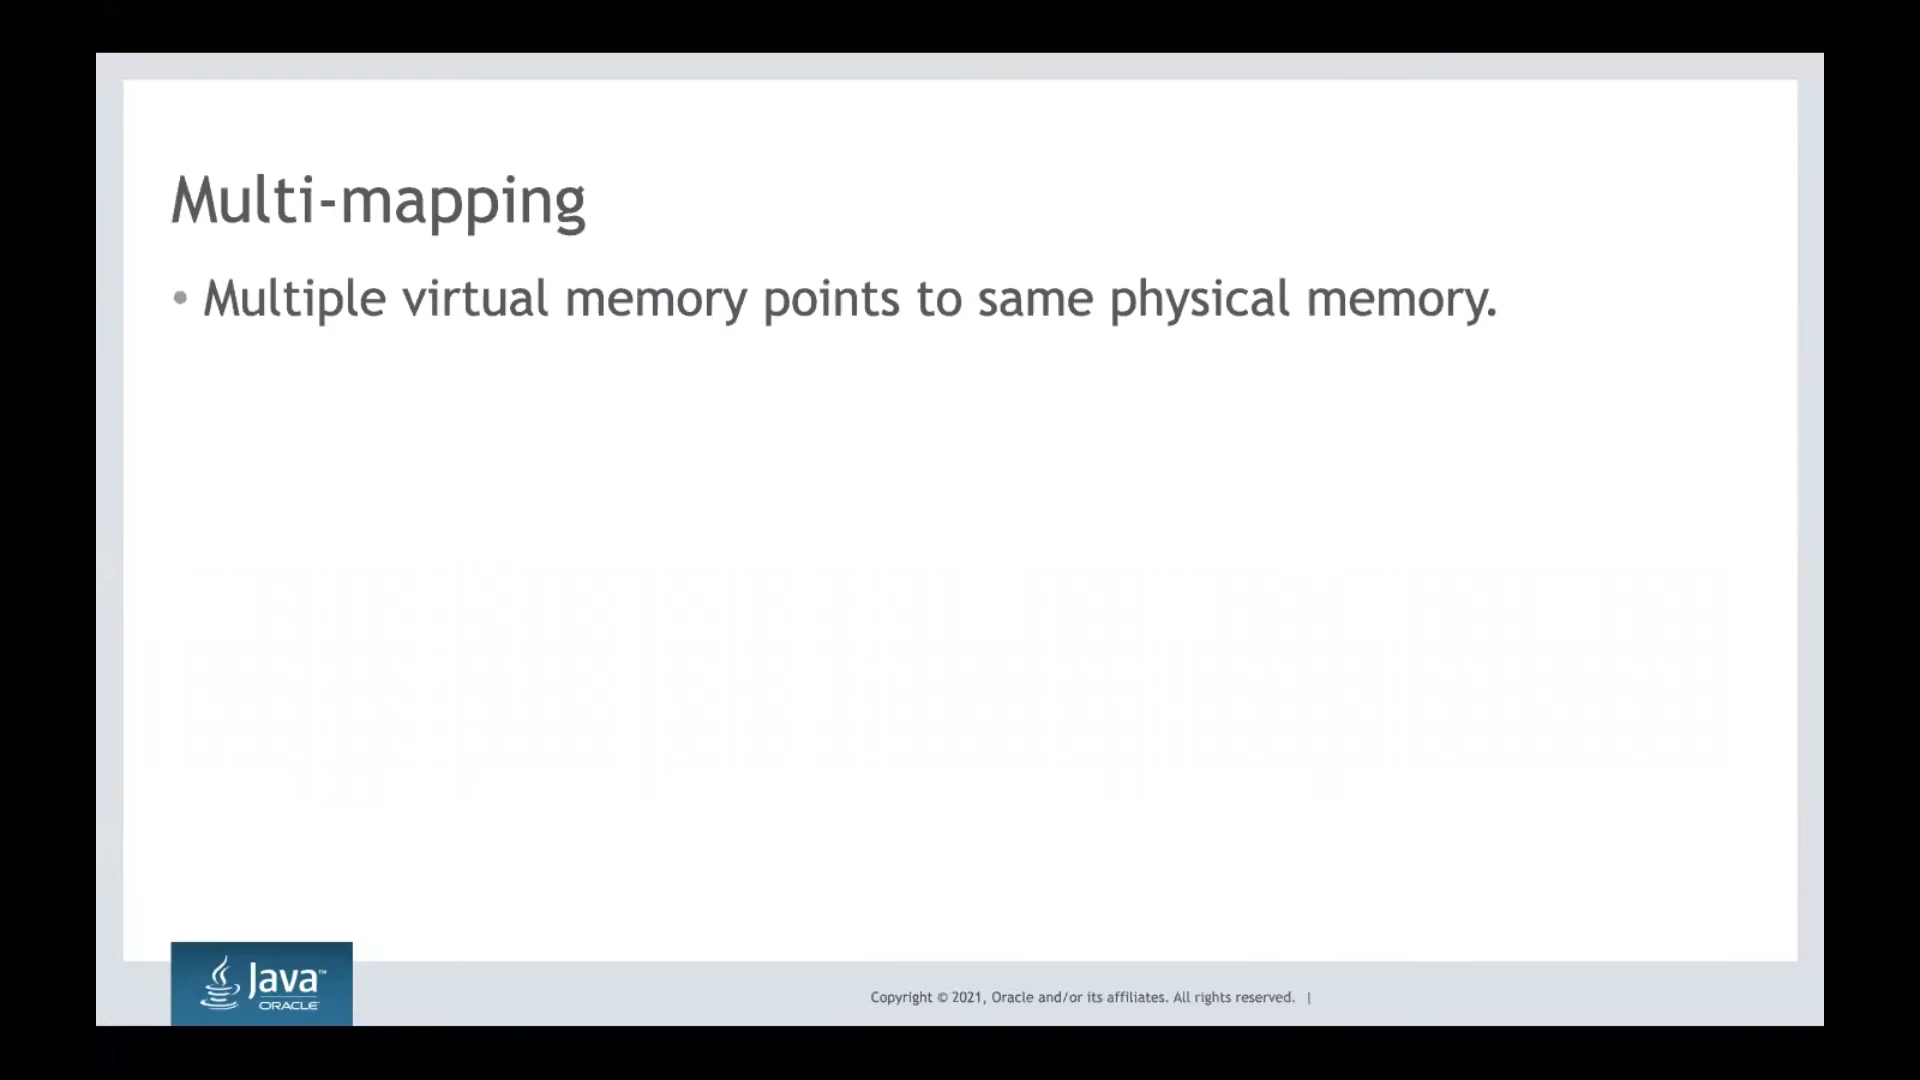 Multi-mapping
• Multiple virtual memory points to same physical memory.
Java™
ORACLE
Copyright © 2021, Oracle and/or its affiliates. All rights reserved. |